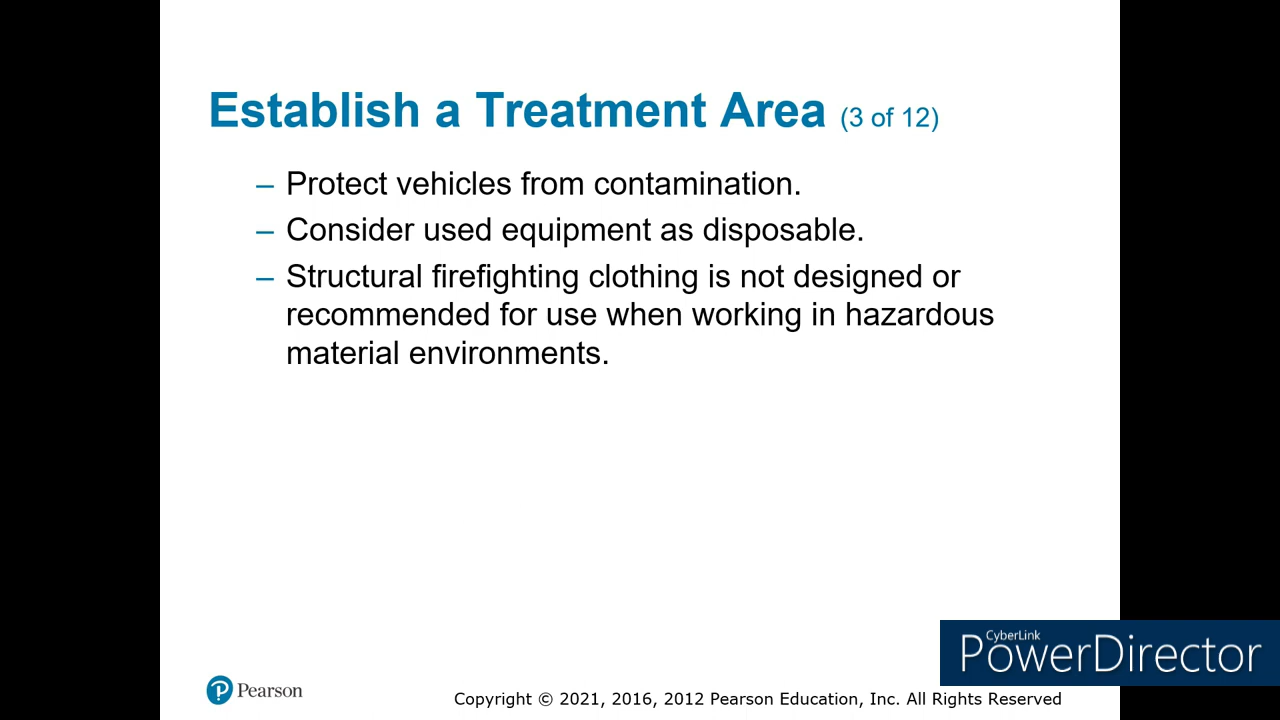 Establish a Treatment Area (3 of 12)
– Protect vehicles from contamination.
– Consider used equipment as disposable.
– Structural firefighting clothing is not designed or
recommended for use when working in hazardous
material environments.
CyberLink
PowerDirector
Pearson
Copyright © 2021, 2016, 2012 Pearson Education, Inc. All Rights Reserved